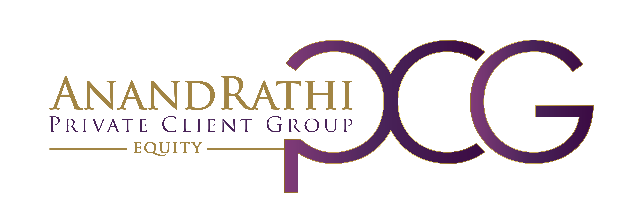 ANANDRATHI
PRIVATE CLIENT GROUP
EQUITY
PCG